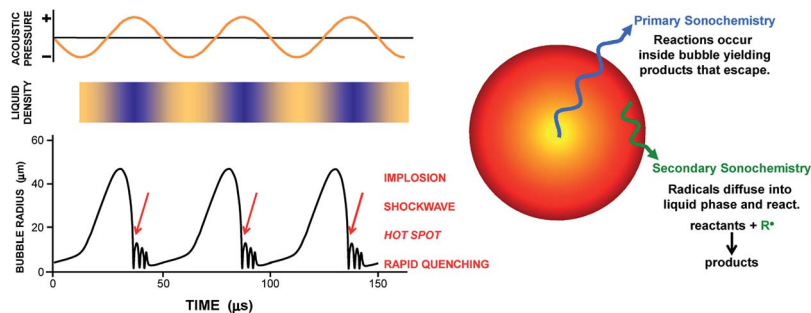 ACOUSTIC
PRESSURE
+
–
LIQUID
DENSITY
BUBBLE RADIUS (μm)
60
40
20
0
0
50
100
150
TIME (μs)
IMPLOSION
SHOCKWAVE
HOT SPOT
RAPID QUENCHING
Primary Sonochemistry
Reactions occur
inside bubble yielding
products that escape.
Secondary Sonochemistry
Radicals diffuse into
liquid phase and react.
reactants + R•
products